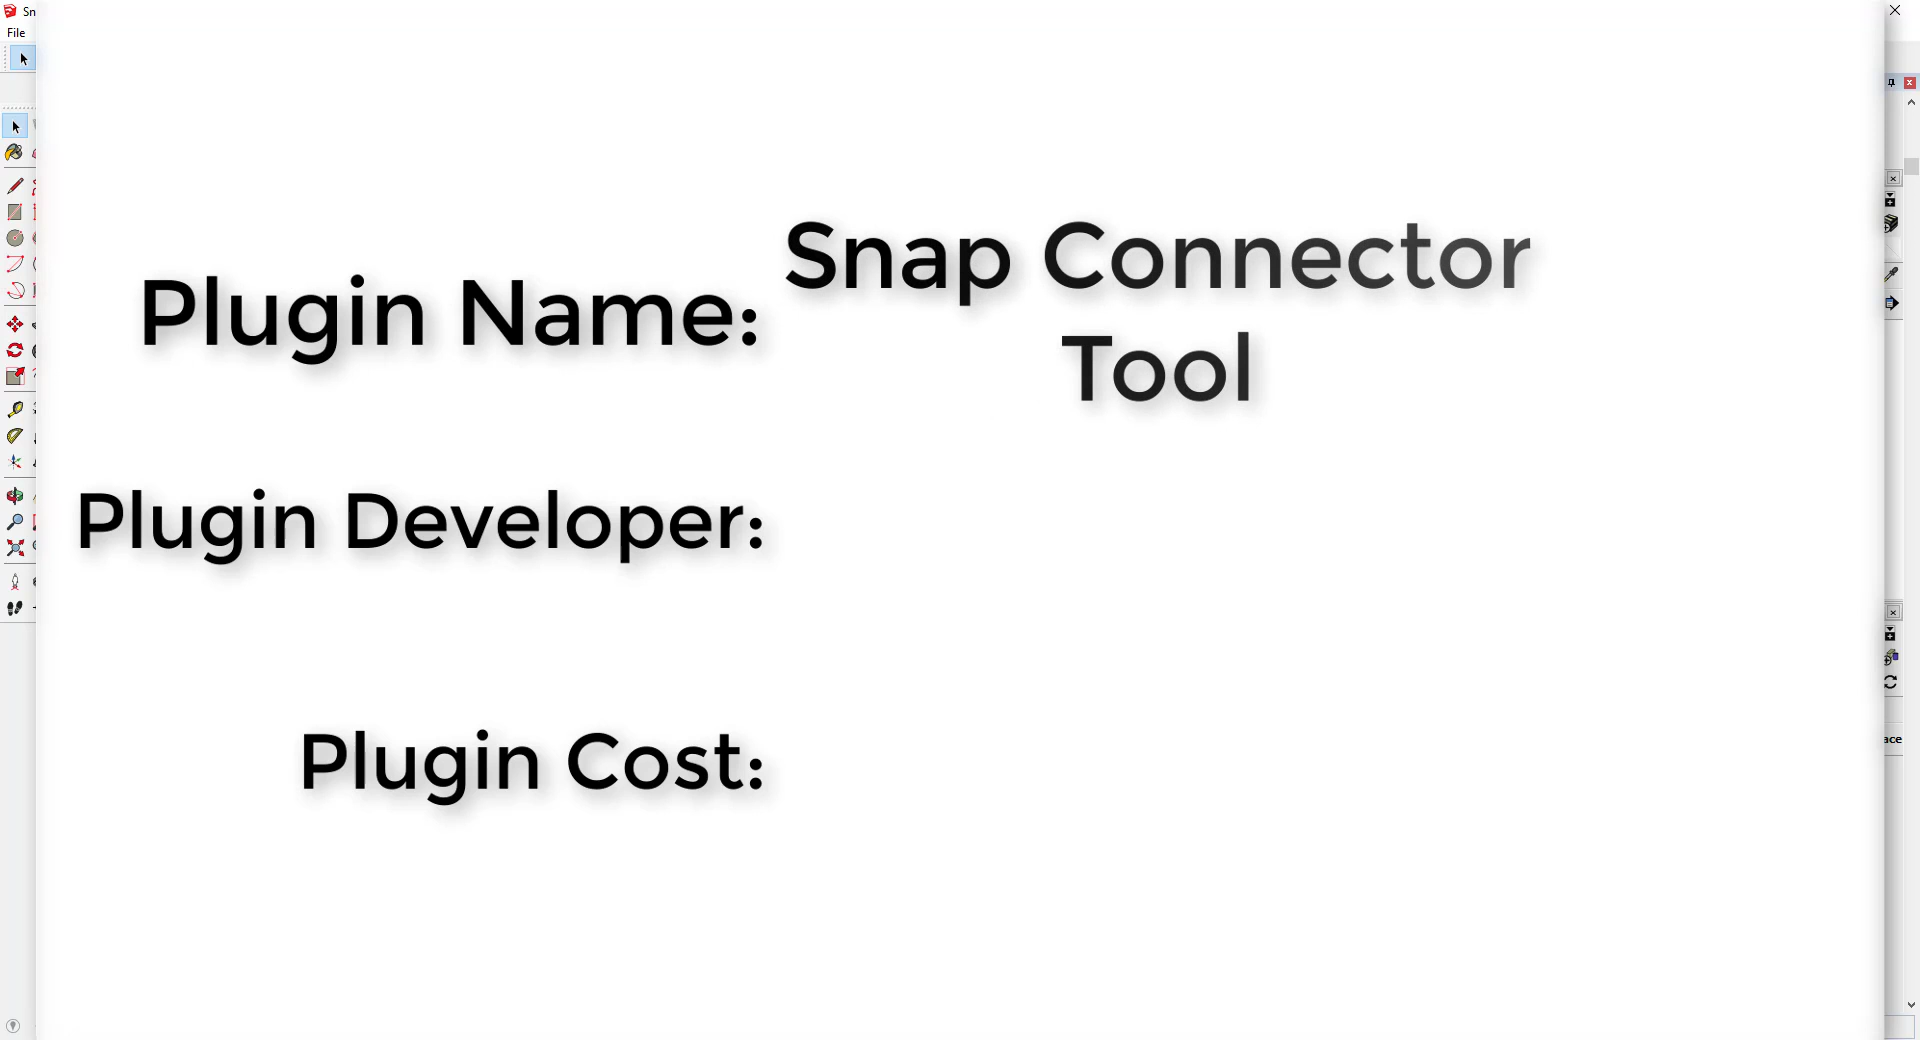 Sn
File
Snap Connector
Plugin Name:
Tool
Plugin Developer:
Plugin Cost:
ace